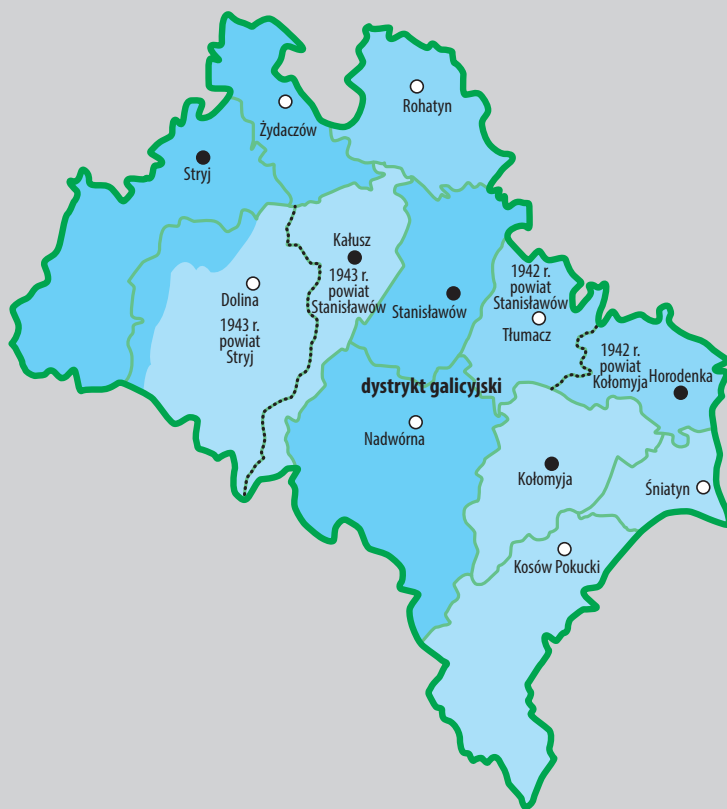 Rohatyn
Żydaczów
Stryj
Kałusz
1943 r.
powiat
Stanisławów
Dolina
1943 r.
powiat
Stryj
Stanisławów
1942 r.
powiat
Stanisławów
Tłumacz
1942 r.
powiat
Kołomyja
Horodenka
dystrykt galicyjski
Nadwórna
Kołomyja
Śniatyn
Kosów Pokucki